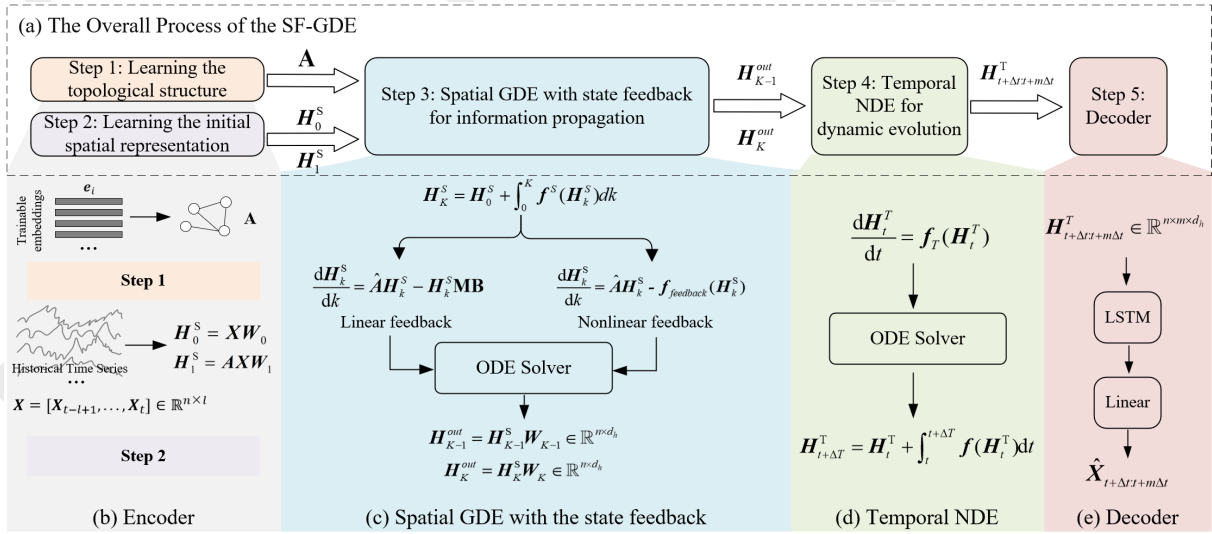 (a) The Overall Process of the SF-GDE
Step 1: Learning the
topological structure
A
Step 2: Learning the initial
spatial representation
H_0^S
H_1^S
Step 3: Spatial GDE with state feedback
for information propagation
H_{K-1}^{out}
H_K^{out}
Step 4: Temporal
NDE for
dynamic evolution
H_{t+Δt:t+mΔt}^T
Step 5:
Decoder
Trainable
embeddings
e_i
...
A
Step 1
Historical Time Series
...
H_0^S = XW_0
H_1^S = AXW_1
X = [X_{t-l+1}, ..., X_t] ∈ ℝ^{n×l}
Step 2
(b) Encoder
H_K^S = H_0^S + ∫_0^K f^S(H_k^S)dk
dH_k^S/dk = ÂH_k^S − H_k^S MB
Linear feedback
dH_k^S/dk = ÂH_k^S - f_{feedback}(H_k^S)
Nonlinear feedback
ODE Solver
H_{K-1}^{out} = H_{K-1}^S W_{K-1} ∈ ℝ^{n×d_h}
H_K^{out} = H_K^S W_K ∈ ℝ^{n×d_h}
(c) Spatial GDE with the state feedback
dH_t^T/dt = f_T(H_t^T)
ODE Solver
H_{t+ΔT}^T = H_t^T + ∫_t^{t+ΔT} f(H_t^T)dt
(d) Temporal NDE
H_{t+Δt:t+mΔt}^T ∈ ℝ^{n×m×d_h}
LSTM
Linear
X̂_{t+Δt:t+mΔt}
(e) Decoder